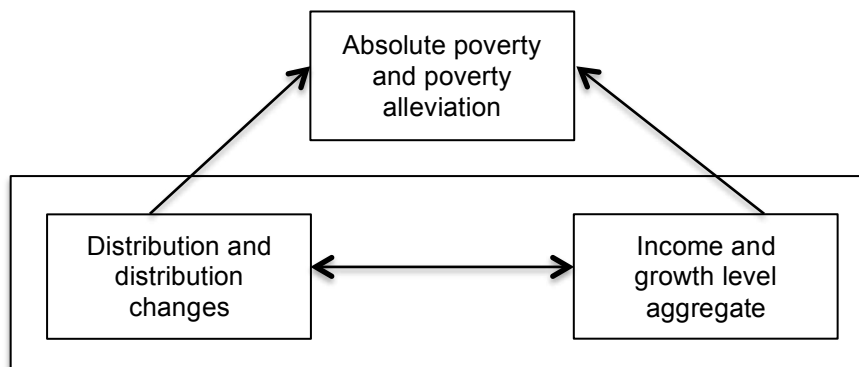 Absolute poverty
and poverty
alleviation
Distribution and
distribution
changes
Income and
growth level
aggregate